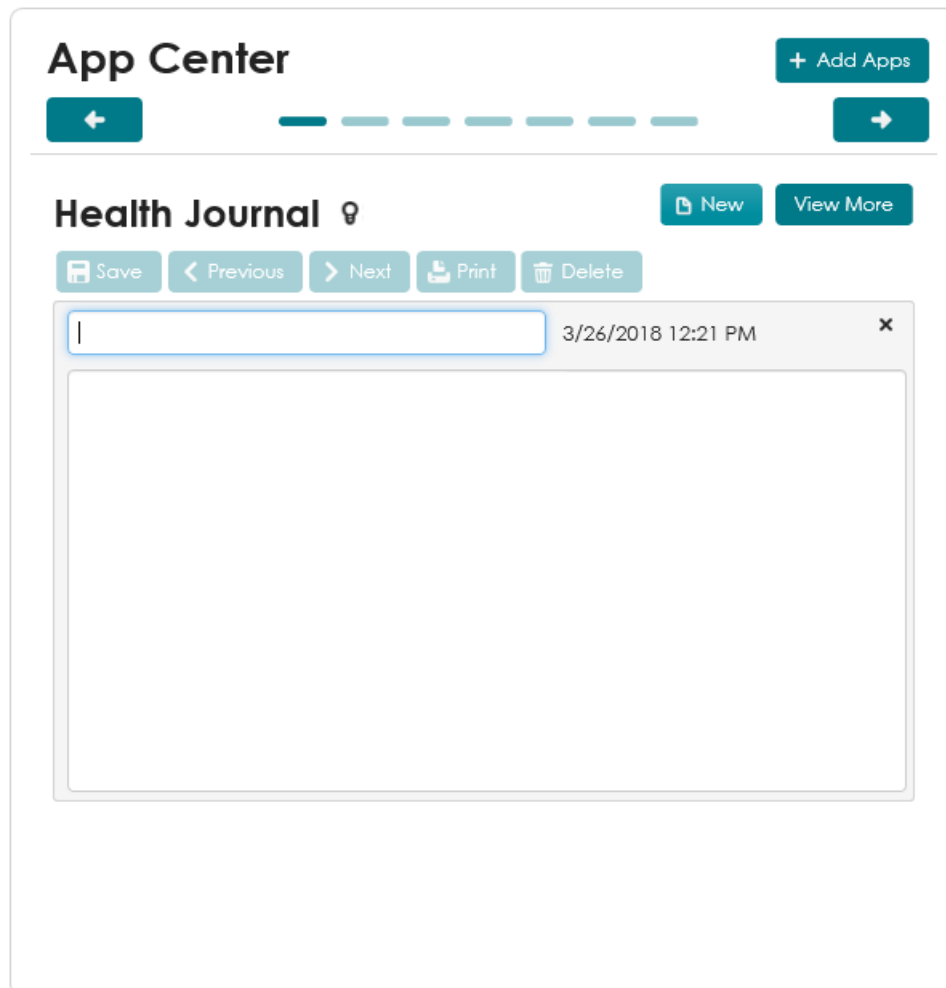 App Center
+ Add Apps
Health Journal
New
View More
Save
Previous
Next
Print
Delete
3/26/2018 12:21 PM